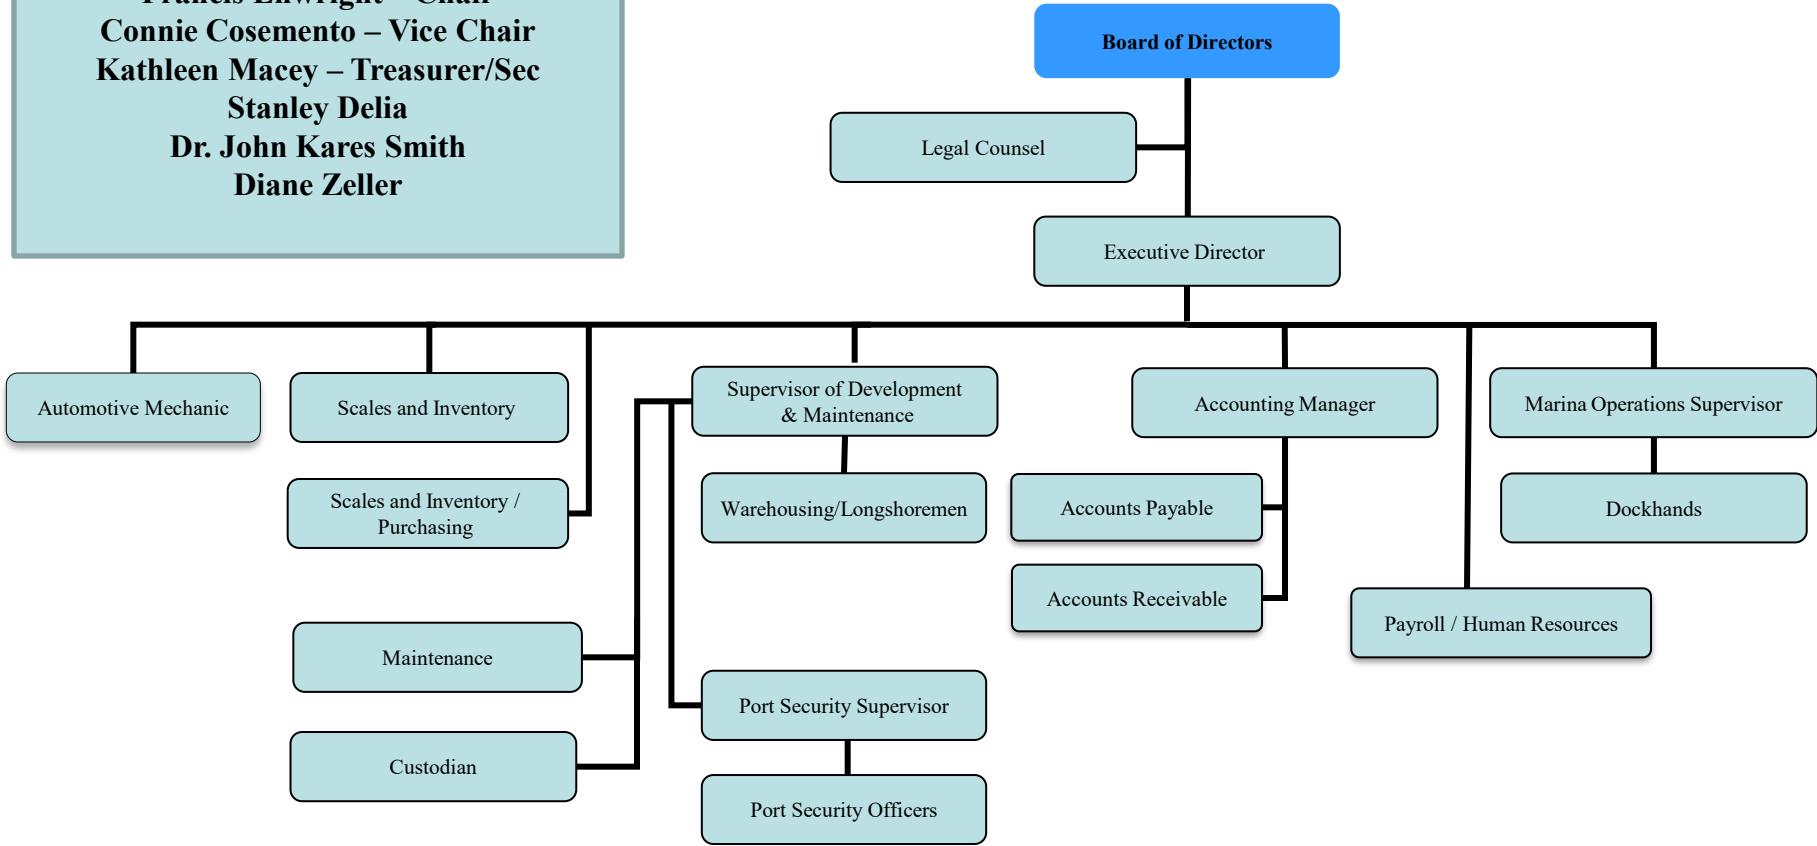 Francis Enwright – Chair
Connie Cosemento – Vice Chair
Kathleen Macey – Treasurer/Sec
Stanley Delia
Dr. John Kares Smith
Diane Zeller
Board of Directors
Legal Counsel
Executive Director
Automotive Mechanic
Scales and Inventory
Supervisor of Development
& Maintenance
Accounting Manager
Marina Operations Supervisor
Scales and Inventory /
Purchasing
Warehousing/Longshoremen
Accounts Payable
Dockhands
Accounts Receivable
Payroll / Human Resources
Maintenance
Port Security Supervisor
Custodian
Port Security Officers